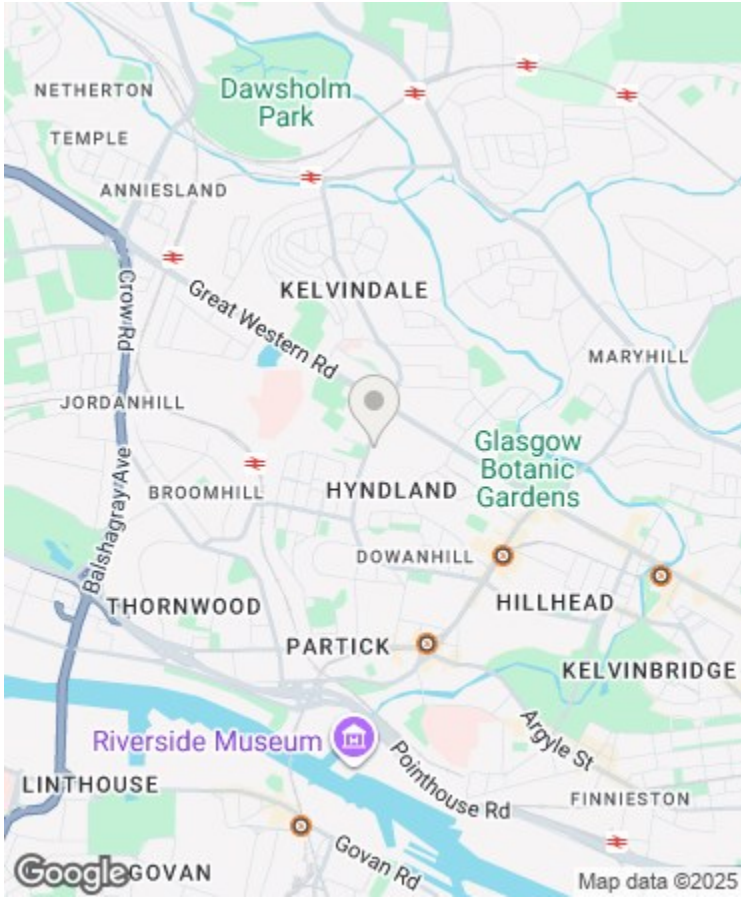 NETHERTON
Dawsholm
Park
TEMPLE
ANNIESLAND
KELVINDALE
Crow Rd
Great Western Rd
MARYHILL
JORDANHILL
Glasgow
Botanic
Gardens
BROOMHILL
HYNDLAND
Balshagray Ave
DOWANHILL
THORNWOOD
HILLHEAD
PARTICK
KELVINBRIDGE
Riverside Museum
Argyle St
Pointhouse Rd
LINTHOUSE
FINNIESTON
Govan Rd
Google
GOVAN
Map data ©2025